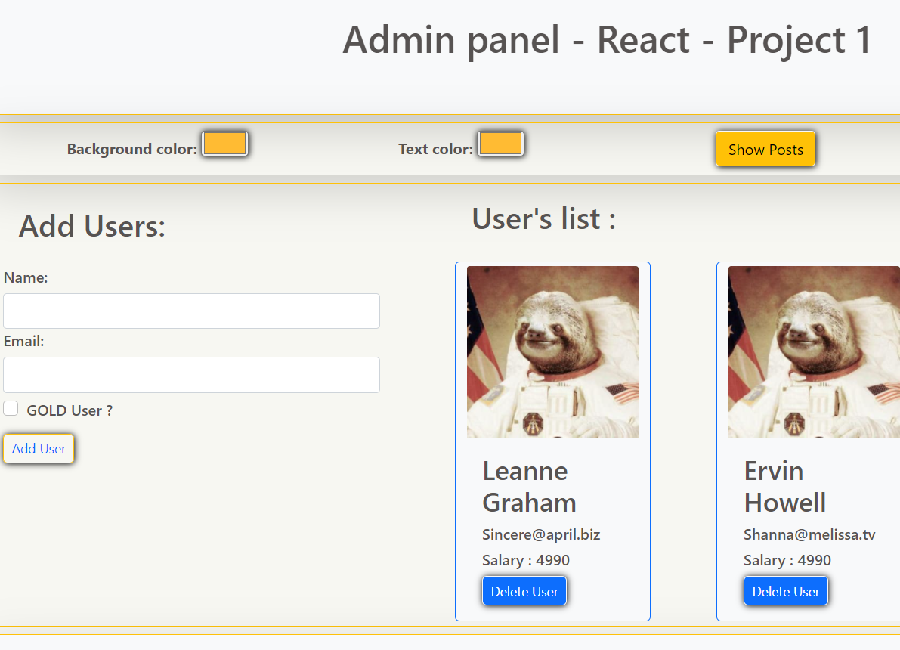 Admin panel - React - Project 1
Background color:
Text color:
Show Posts
Add Users:
Name:
Email:
GOLD User ?
Add User
User's list :
Leanne
Graham
Sincere@april.biz
Salary : 4990
Delete User
Ervin
Howell
Shanna@melissa.tv
Salary : 4990
Delete User